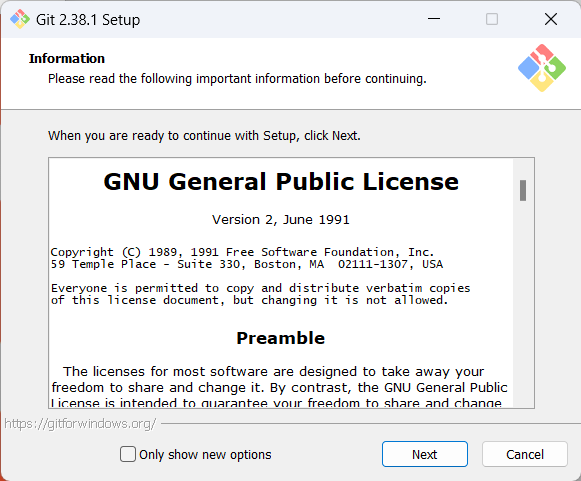 Git 2.38.1 Setup
Information
Please read the following important information before continuing.
When you are ready to continue with Setup, click Next.
GNU General Public License
Version 2, June 1991
Copyright (C) 1989, 1991 Free Software Foundation, Inc.
59 Temple Place - Suite 330, Boston, MA  02111-1307, USA
Everyone is permitted to copy and distribute verbatim copies
of this license document, but changing it is not allowed.
Preamble
The licenses for most software are designed to take away your
freedom to share and change it. By contrast, the GNU General Public
License is intended to guarantee your freedom to share and change
https://gitforwindows.org/
Only show new options
Next
Cancel